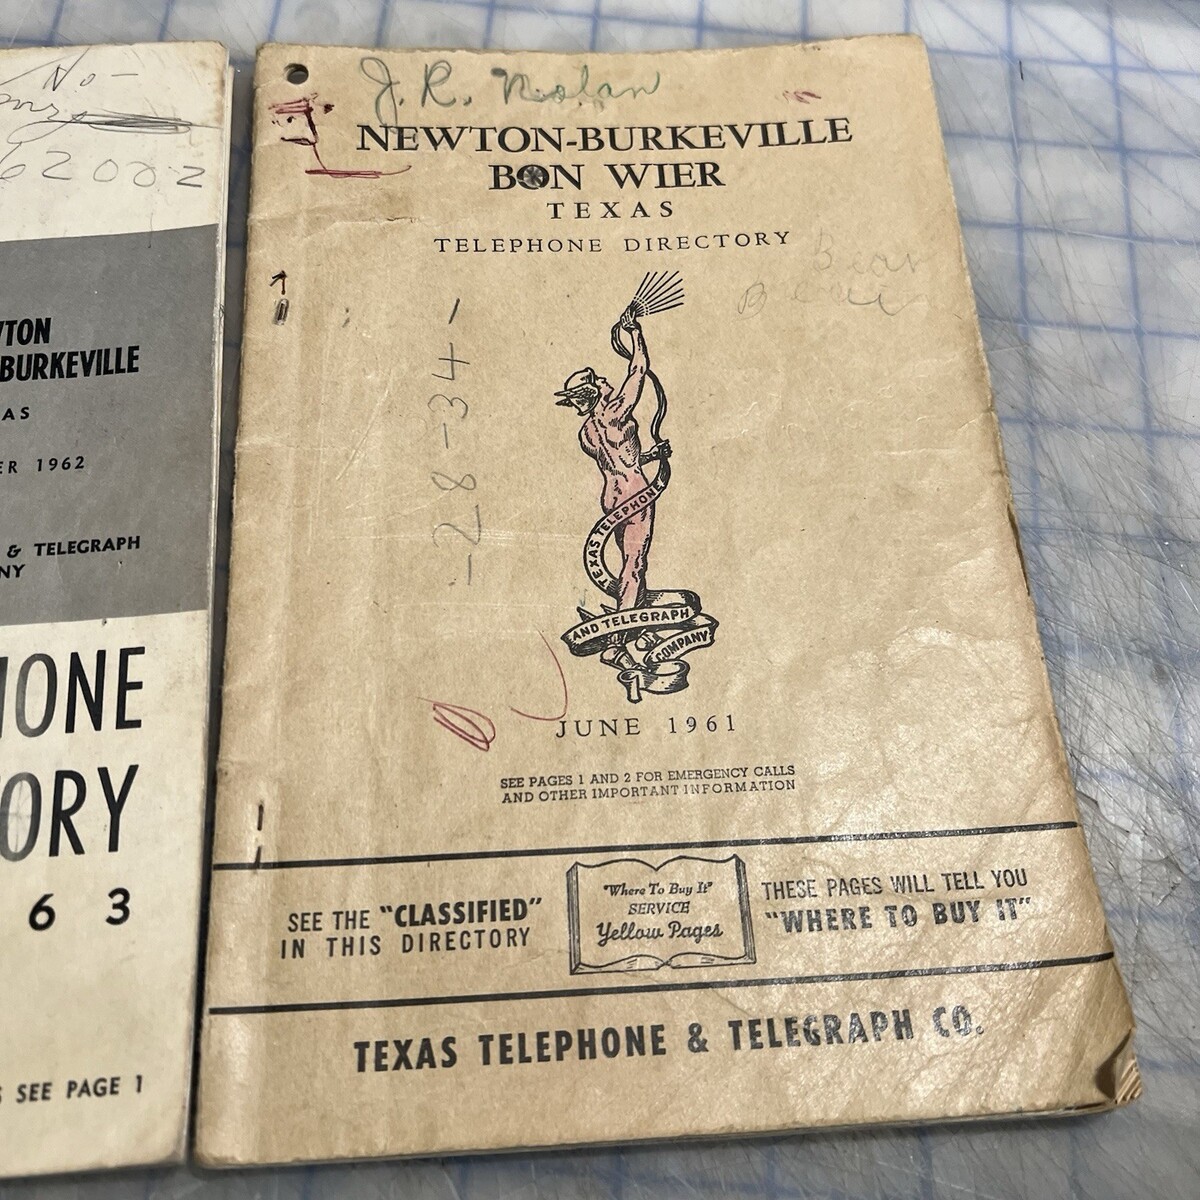 No-
62002
TON
BURKEVILLE
AS
ER 1962
& TELEGRAPH
NY
ONE
ORY
63
SEE PAGE 1
J. R. Nolan
NEWTON-BURKEVILLE
BON WIER
TEXAS
TELEPHONE DIRECTORY
Bear
-28-34-
TEXAS TELEPHONE
AND TELEGRAPH
COMPANY
JUNE 1961
SEE PAGES 1 AND 2 FOR EMERGENCY CALLS
AND OTHER IMPORTANT INFORMATION
SEE THE "CLASSIFIED"
IN THIS DIRECTORY
"Where To Buy It"
SERVICE
Yellow Pages
THESE PAGES WILL TELL YOU
"WHERE TO BUY IT"
TEXAS TELEPHONE & TELEGRAPH CO.